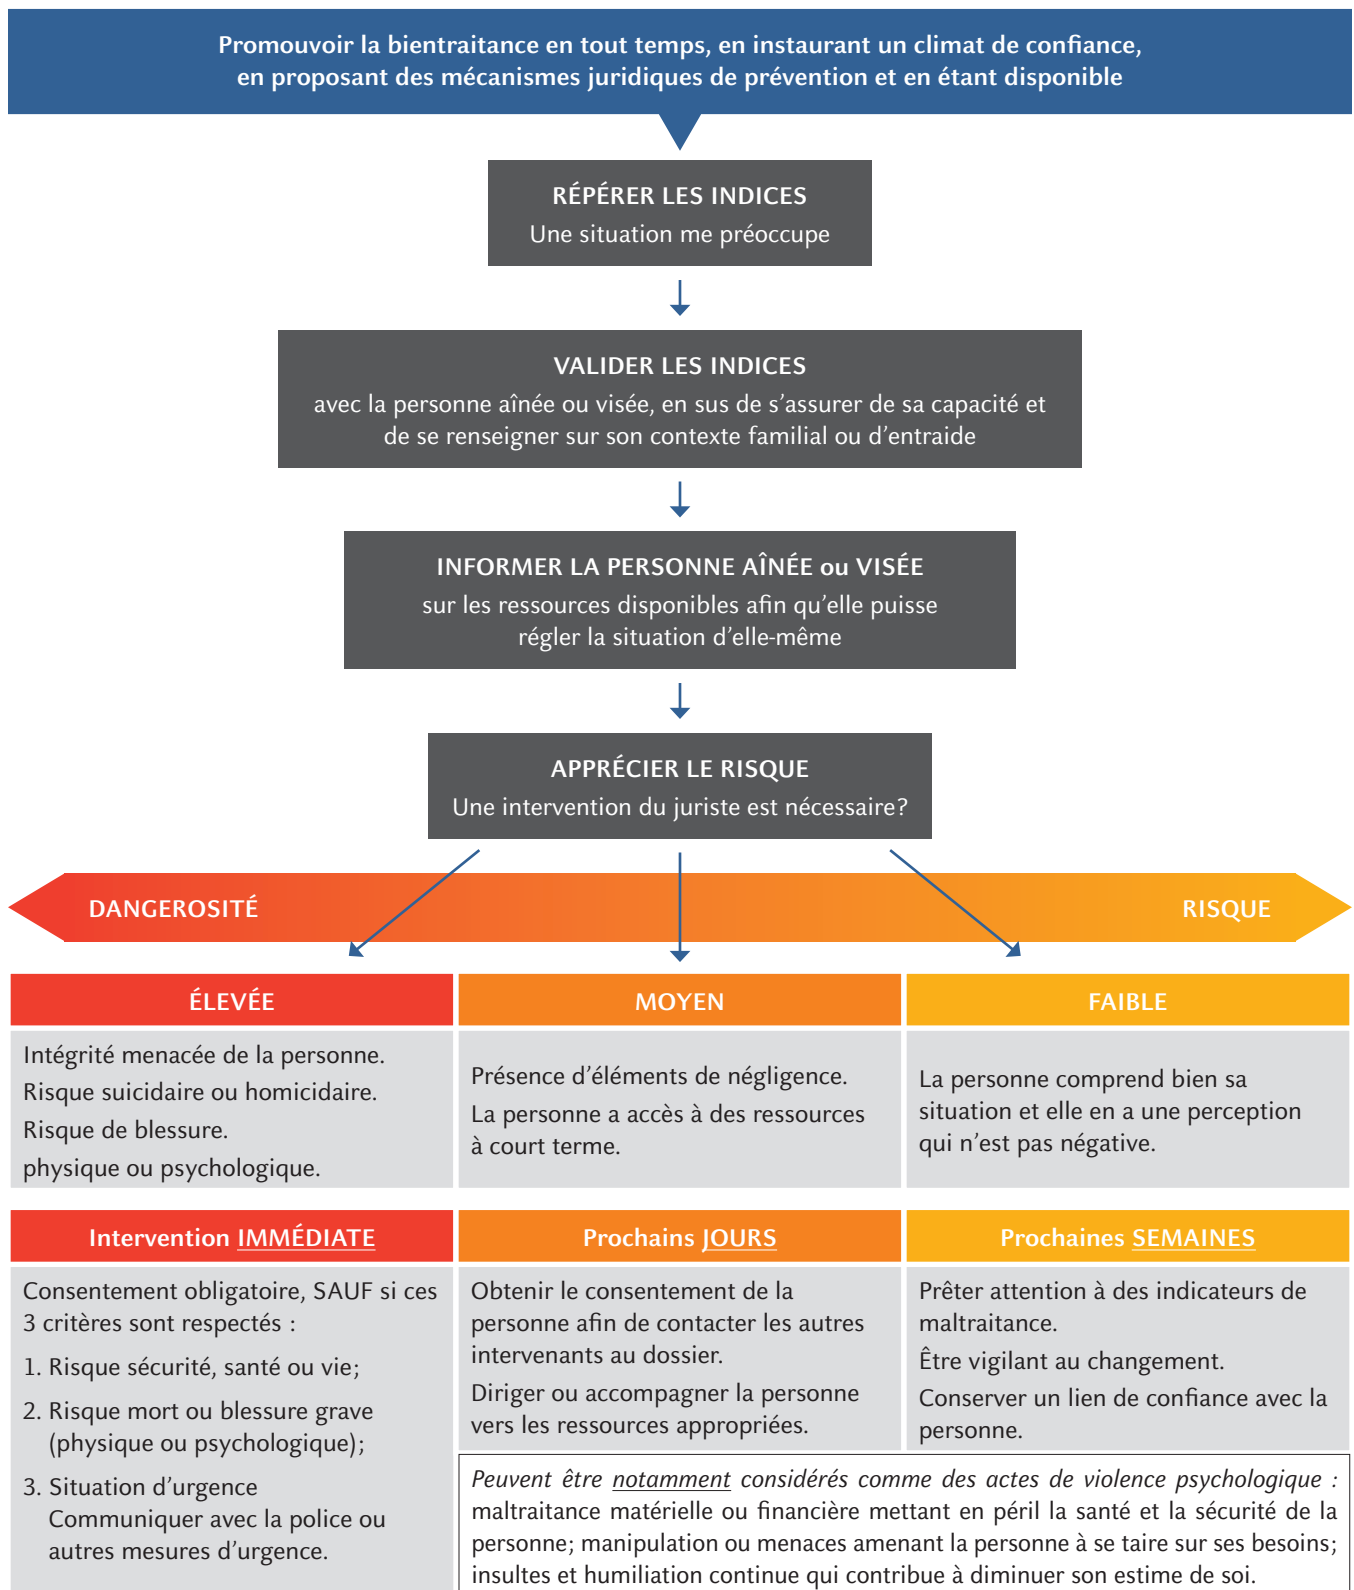 Promouvoir la bientraitance en tout temps, en instaurant un climat de confiance,
en proposant des mécanismes juridiques de prévention et en étant disponible
RÉPÉRER LES INDICES
Une situation me préoccupe
VALIDER LES INDICES
avec la personne aînée ou visée, en sus de s’assurer de sa capacité et
de se renseigner sur son contexte familial ou d’entraide
INFORMER LA PERSONNE AÎNÉE ou VISÉE
sur les ressources disponibles afin qu’elle puisse
régler la situation d’elle-même
APPRÉCIER LE RISQUE
Une intervention du juriste est nécessaire?
DANGEROSITÉ
RISQUE
ÉLEVÉE
Intégrité menacée de la personne.
Risque suicidaire ou homicidaire.
Risque de blessure.
physique ou psychologique.
MOYEN
Présence d’éléments de négligence.
La personne a accès à des ressources
à court terme.
FAIBLE
La personne comprend bien sa
situation et elle en a une perception
qui n’est pas négative.
Intervention IMMÉDIATE
Consentement obligatoire, SAUF si ces
3 critères sont respectés :
1. Risque sécurité, santé ou vie;
2. Risque mort ou blessure grave
(physique ou psychologique);
3. Situation d’urgence
Communiquer avec la police ou
autres mesures d’urgence.
Prochains JOURS
Obtenir le consentement de la
personne afin de contacter les autres
intervenants au dossier.
Diriger ou accompagner la personne
vers les ressources appropriées.
Prochaines SEMAINES
Prêter attention à des indicateurs de
maltraitance.
Être vigilant au changement.
Conserver un lien de confiance avec la
personne.
Peuvent être notamment considérés comme des actes de violence psychologique :
maltraitance matérielle ou financière mettant en péril la santé et la sécurité de la
personne; manipulation ou menaces amenant la personne à se taire sur ses besoins;
insultes et humiliation continue qui contribue à diminuer son estime de soi.